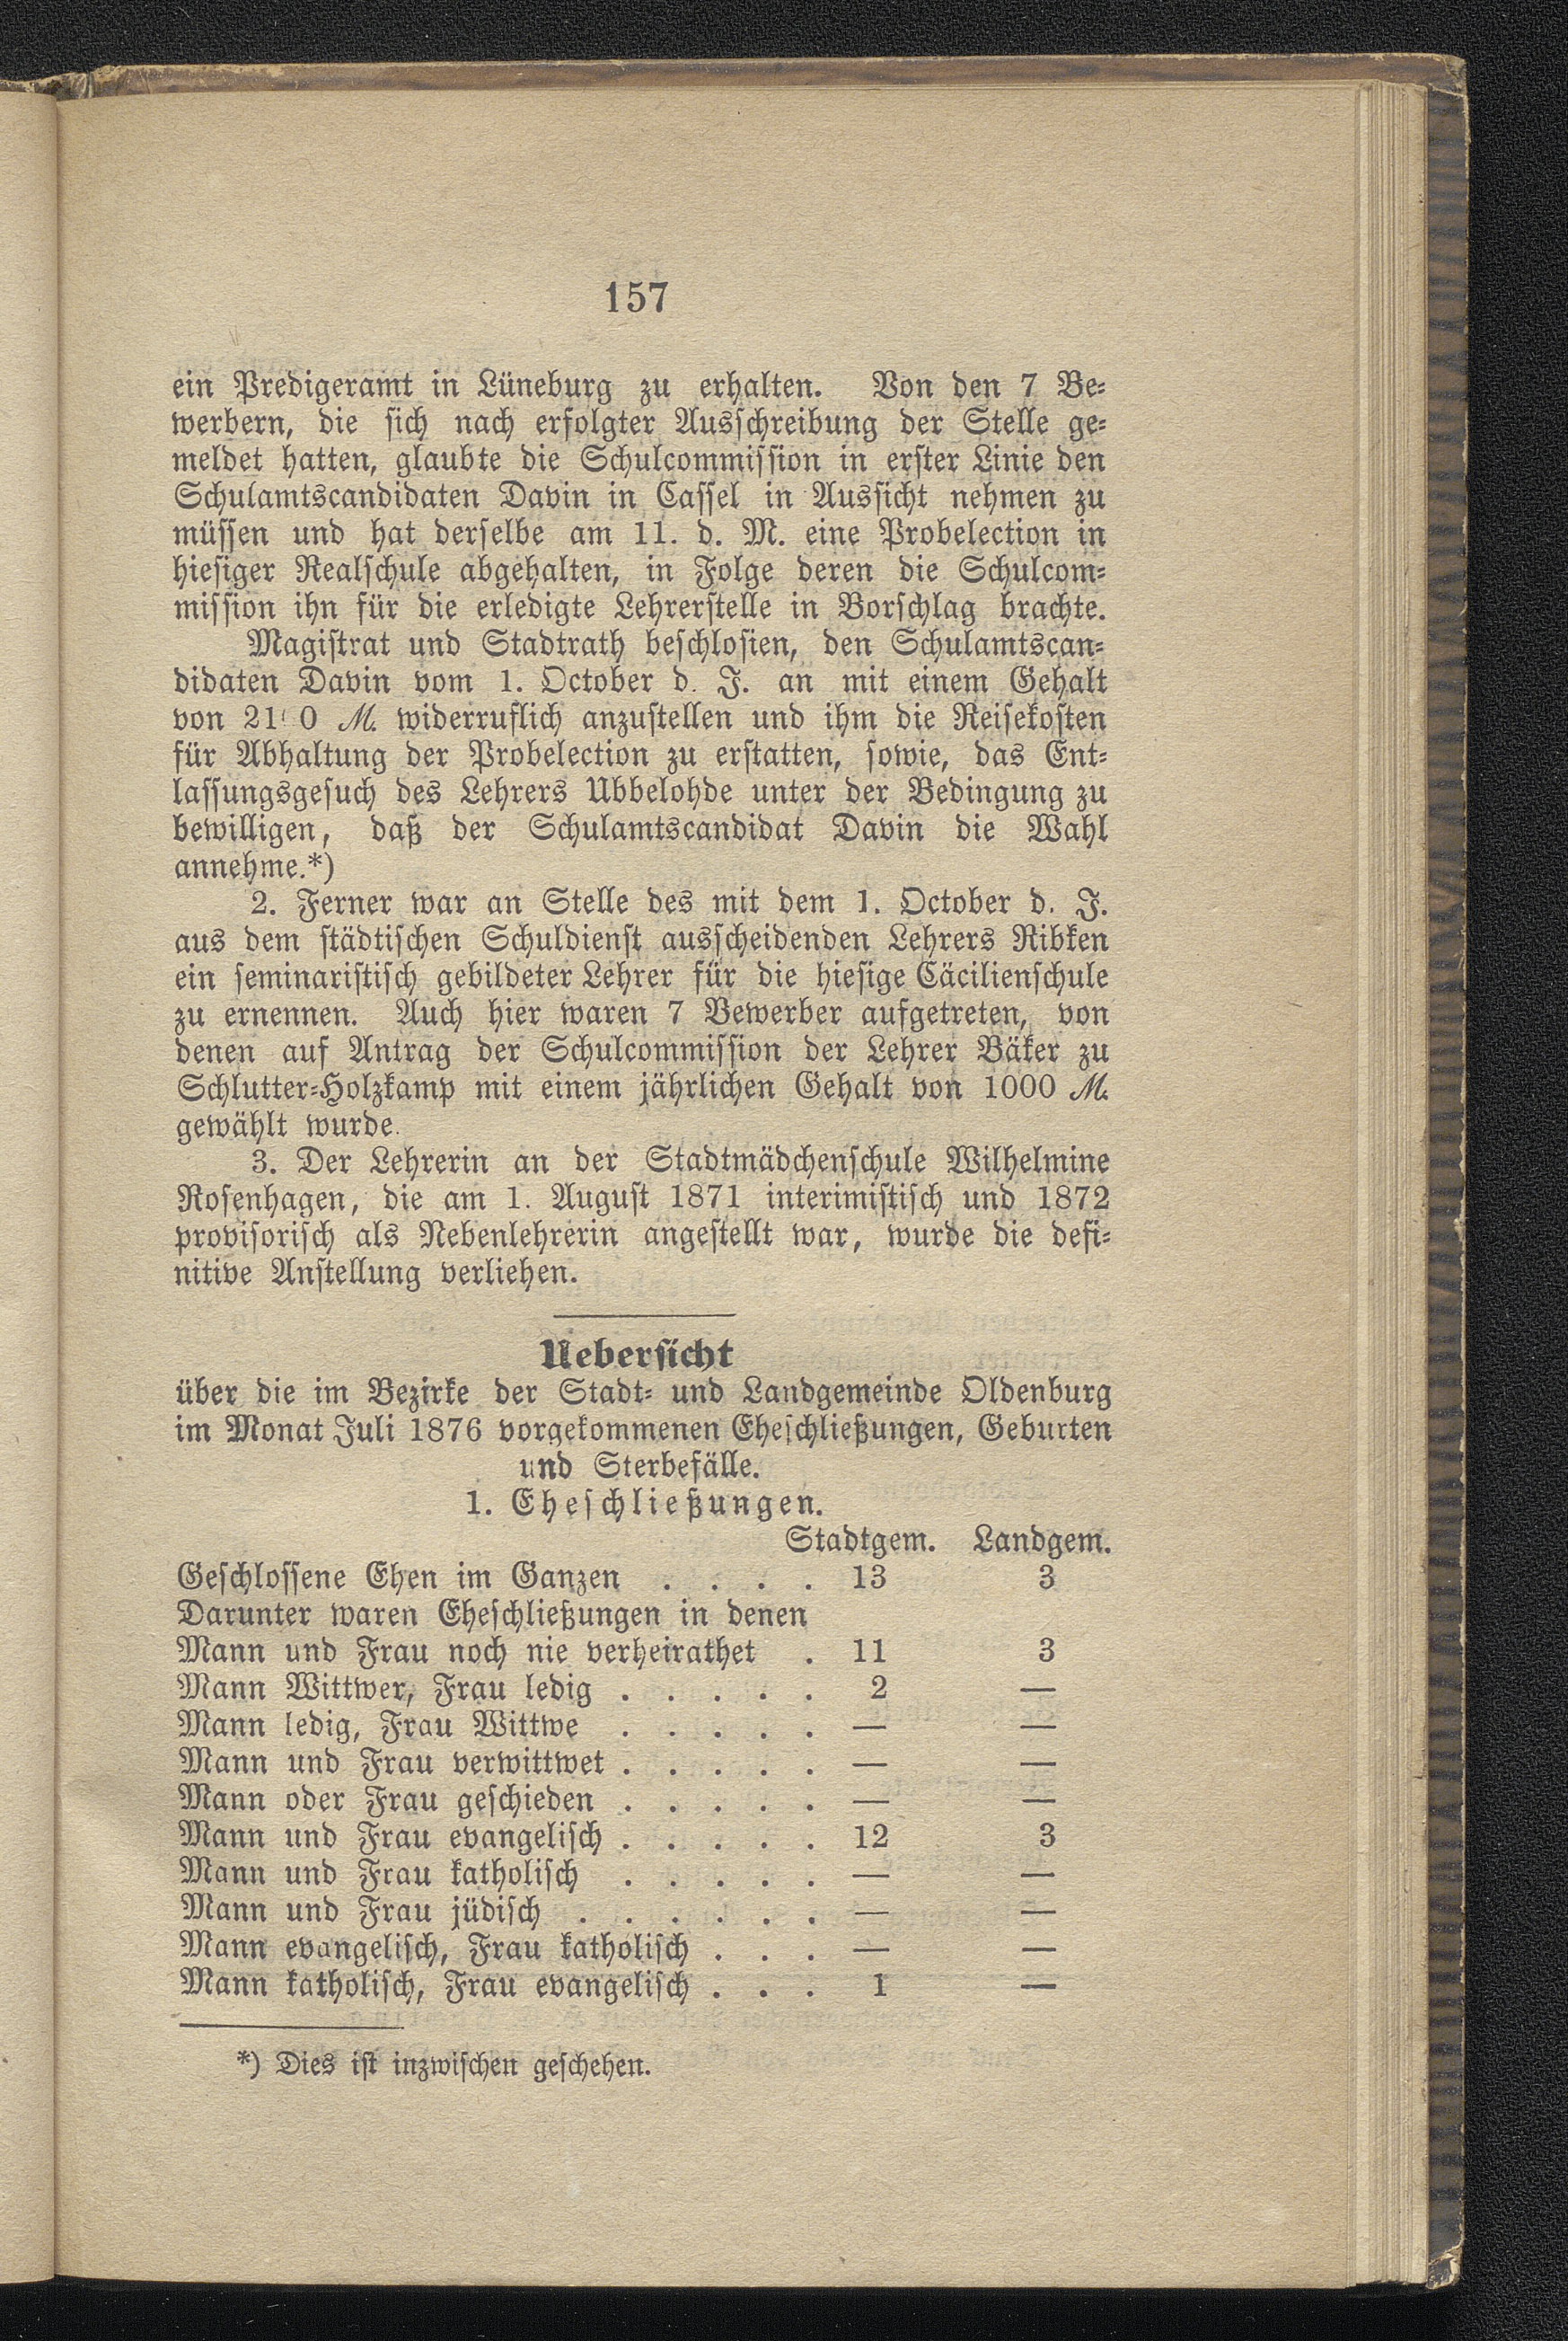 157
ein Predigeramt in Lüneburg zu erhalten. Von den 7 Be-
werbern, die sich nach erfolgter Ausschreibung der Stelle ge-
meldet hatten, glaubte die Schulcommission in erster Linie den
Schulamtscandidaten Davin in Cassel in Aussicht nehmen zu
müssen und hat derselbe am 11. d. M. eine Probelection in
hiesiger Realschule abgehalten, in Folge deren die Schulcom-
mission ihn für die erledigte Lehrerstelle in Vorschlag brachte.
Magistrat und Stadtrath beschlosien, den Schulamtscan-
didaten Davin vom 1. October d. J. an mit einem Gehalt
von M. widerruflich anzustellen und ihm die Reisekosten
für Abhaltung der Probelection zu erstatten, sowie, das Ent-
lassungsgesuch des Lehrers Ubbelohde unter der Bedingung zu
bewilligen, daß der Schulamtscandidat Davin die Wahl
annehme.*)
2. Ferner war an Stelle des mit dem 1. October d. J.
aus dem städtischen Schuldienst ausscheidenden Lehrers Ribken
ein seminaristisch gebildeter Lehrer für die hiesige Cäcilienschule
zu ernennen. Auch hier waren 7 Bewerber aufgetreten, von
denen auf Antrag der Schulcommission der Lehrer Bäker zu
Schlutter-Holzkamp mit einem jährlichen Gehalt von 1000 M.
gewählt wurde.
3. Der Lehrerin an der Stadtmädchenschule Wilhelmine
Rosenhagen, die am 1. August 1871 interimistisch und 1872
provisorisch als Nebenlehrerin angestellt war, wurde die defi-
nitive Anstellung verliehen.
Uebersicht
über die im Bezirke der Stadt- und Landgemeinde Oldenburg
im Monat Juli 1876 vorgekommenen Eheschließungen, Geburten
und Sterbefälle.
1. Eheschließungen.
Stadtgem. Landgem.
Geschlossene Ehen im Ganzen . . . . 13 3
Darunter waren Eheschließungen in denen
Mann und Frau noch nie verheirathet . 11 3
Mann Wittwer, Frau ledig . . . . . 2 —
Mann ledig, Frau Wittwe . . . . . — —
Mann und Frau verwittwet . . . . . — —
Mann oder Frau geschieden . . . . . — —
Mann und Frau evangelisch . . . . . 12 3
Mann und Frau katholisch . . . . . — —
Mann und Frau jüdisch . . . . . . — —
Mann evangelisch, Frau katholisch . . . — —
Mann katholisch, Frau evangelisch . . . 1 —
*) Dies ist inzwischen geschehen.